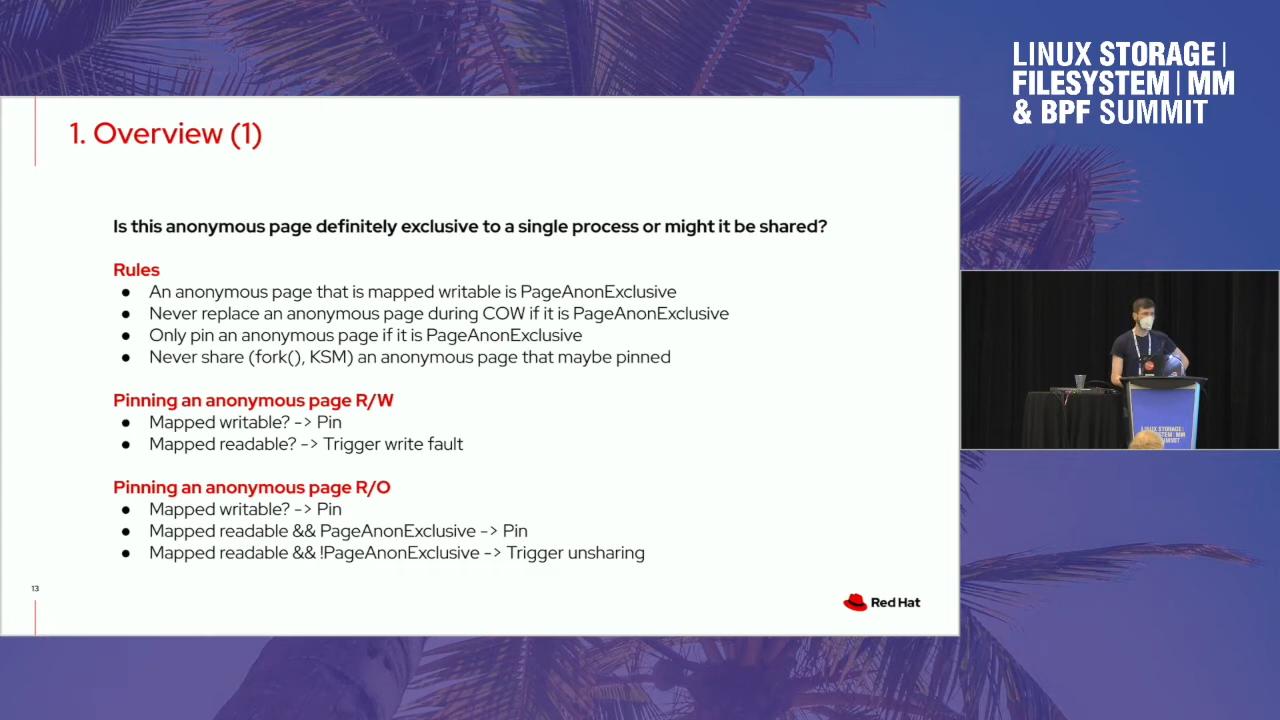 LINUX STORAGE |
FILESYSTEM | MM
& BPF SUMMIT
1. Overview (1)
Is this anonymous page definitely exclusive to a single process or might it be shared?
Rules
● An anonymous page that is mapped writable is PageAnonExclusive
● Never replace an anonymous page during COW if it is PageAnonExclusive
● Only pin an anonymous page if it is PageAnonExclusive
● Never share (fork(), KSM) an anonymous page that maybe pinned
Pinning an anonymous page R/W
● Mapped writable? -> Pin
● Mapped readable? -> Trigger write fault
Pinning an anonymous page R/O
● Mapped writable? -> Pin
● Mapped readable && PageAnonExclusive -> Pin
● Mapped readable && !PageAnonExclusive -> Trigger unsharing
13
Red Hat
LINUX STORAGE |